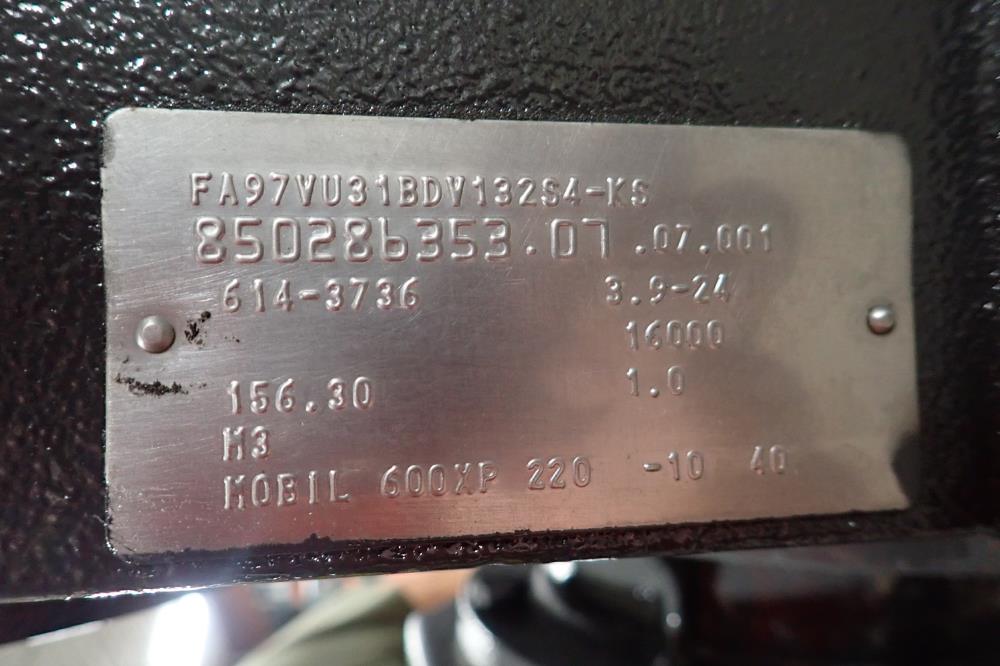 FA97VU31BDV132S4-KS
850286353.07.07.001
614-3736 3.9-24
16000
156.30 1.0
M3
MOBIL 600XP 220 -10 40